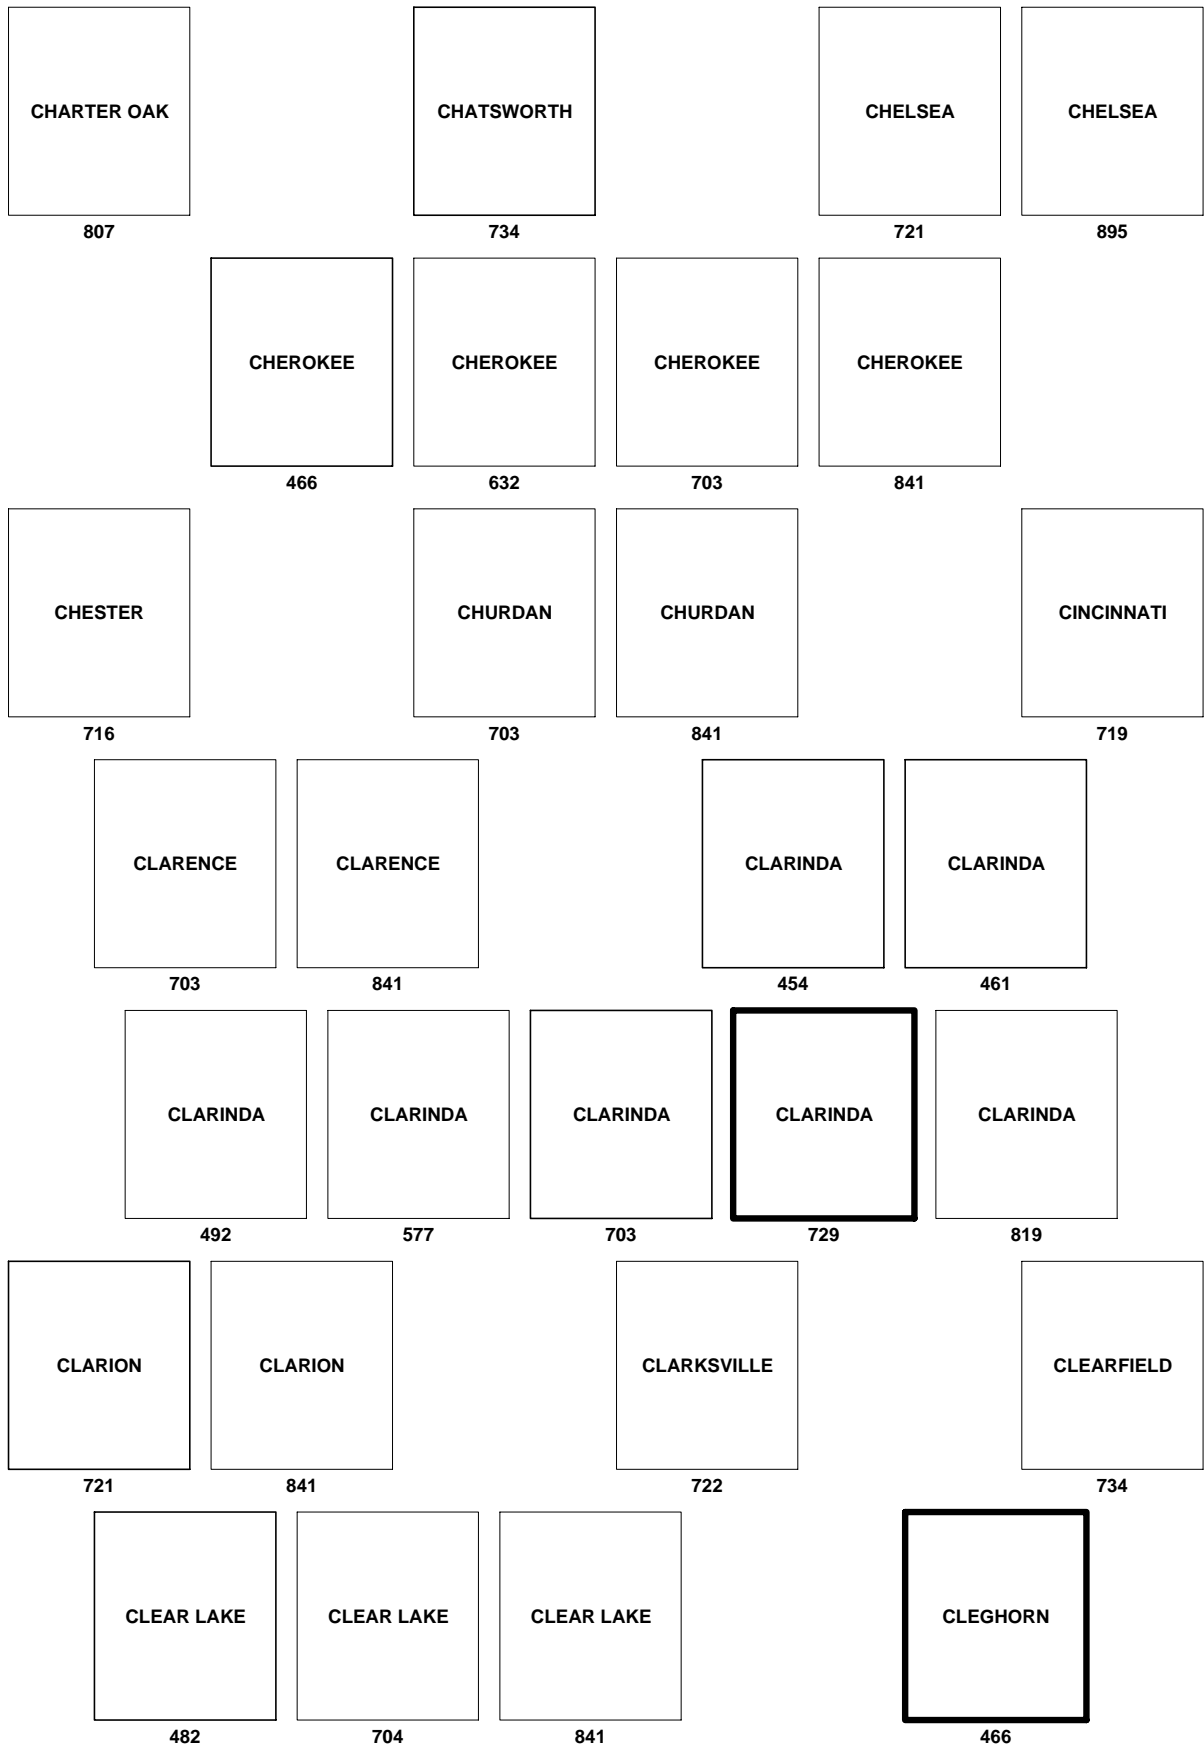 CHARTER OAK CHATSWORTH CHELSEA CHELSEA
807 734 721 895
CHEROKEE CHEROKEE CHEROKEE CHEROKEE
466 632 703 841
CHESTER CHURDAN CHURDAN CINCINNATI
716 703 841 719
CLARENCE CLARENCE CLARINDA CLARINDA
703 841 454 461
CLARINDA CLARINDA CLARINDA CLARINDA CLARINDA
492 577 703 729 819
CLARION CLARION CLARKSVILLE CLEARFIELD
721 841 722 734
CLEAR LAKE CLEAR LAKE CLEAR LAKE CLEGHORN
482 704 841 466